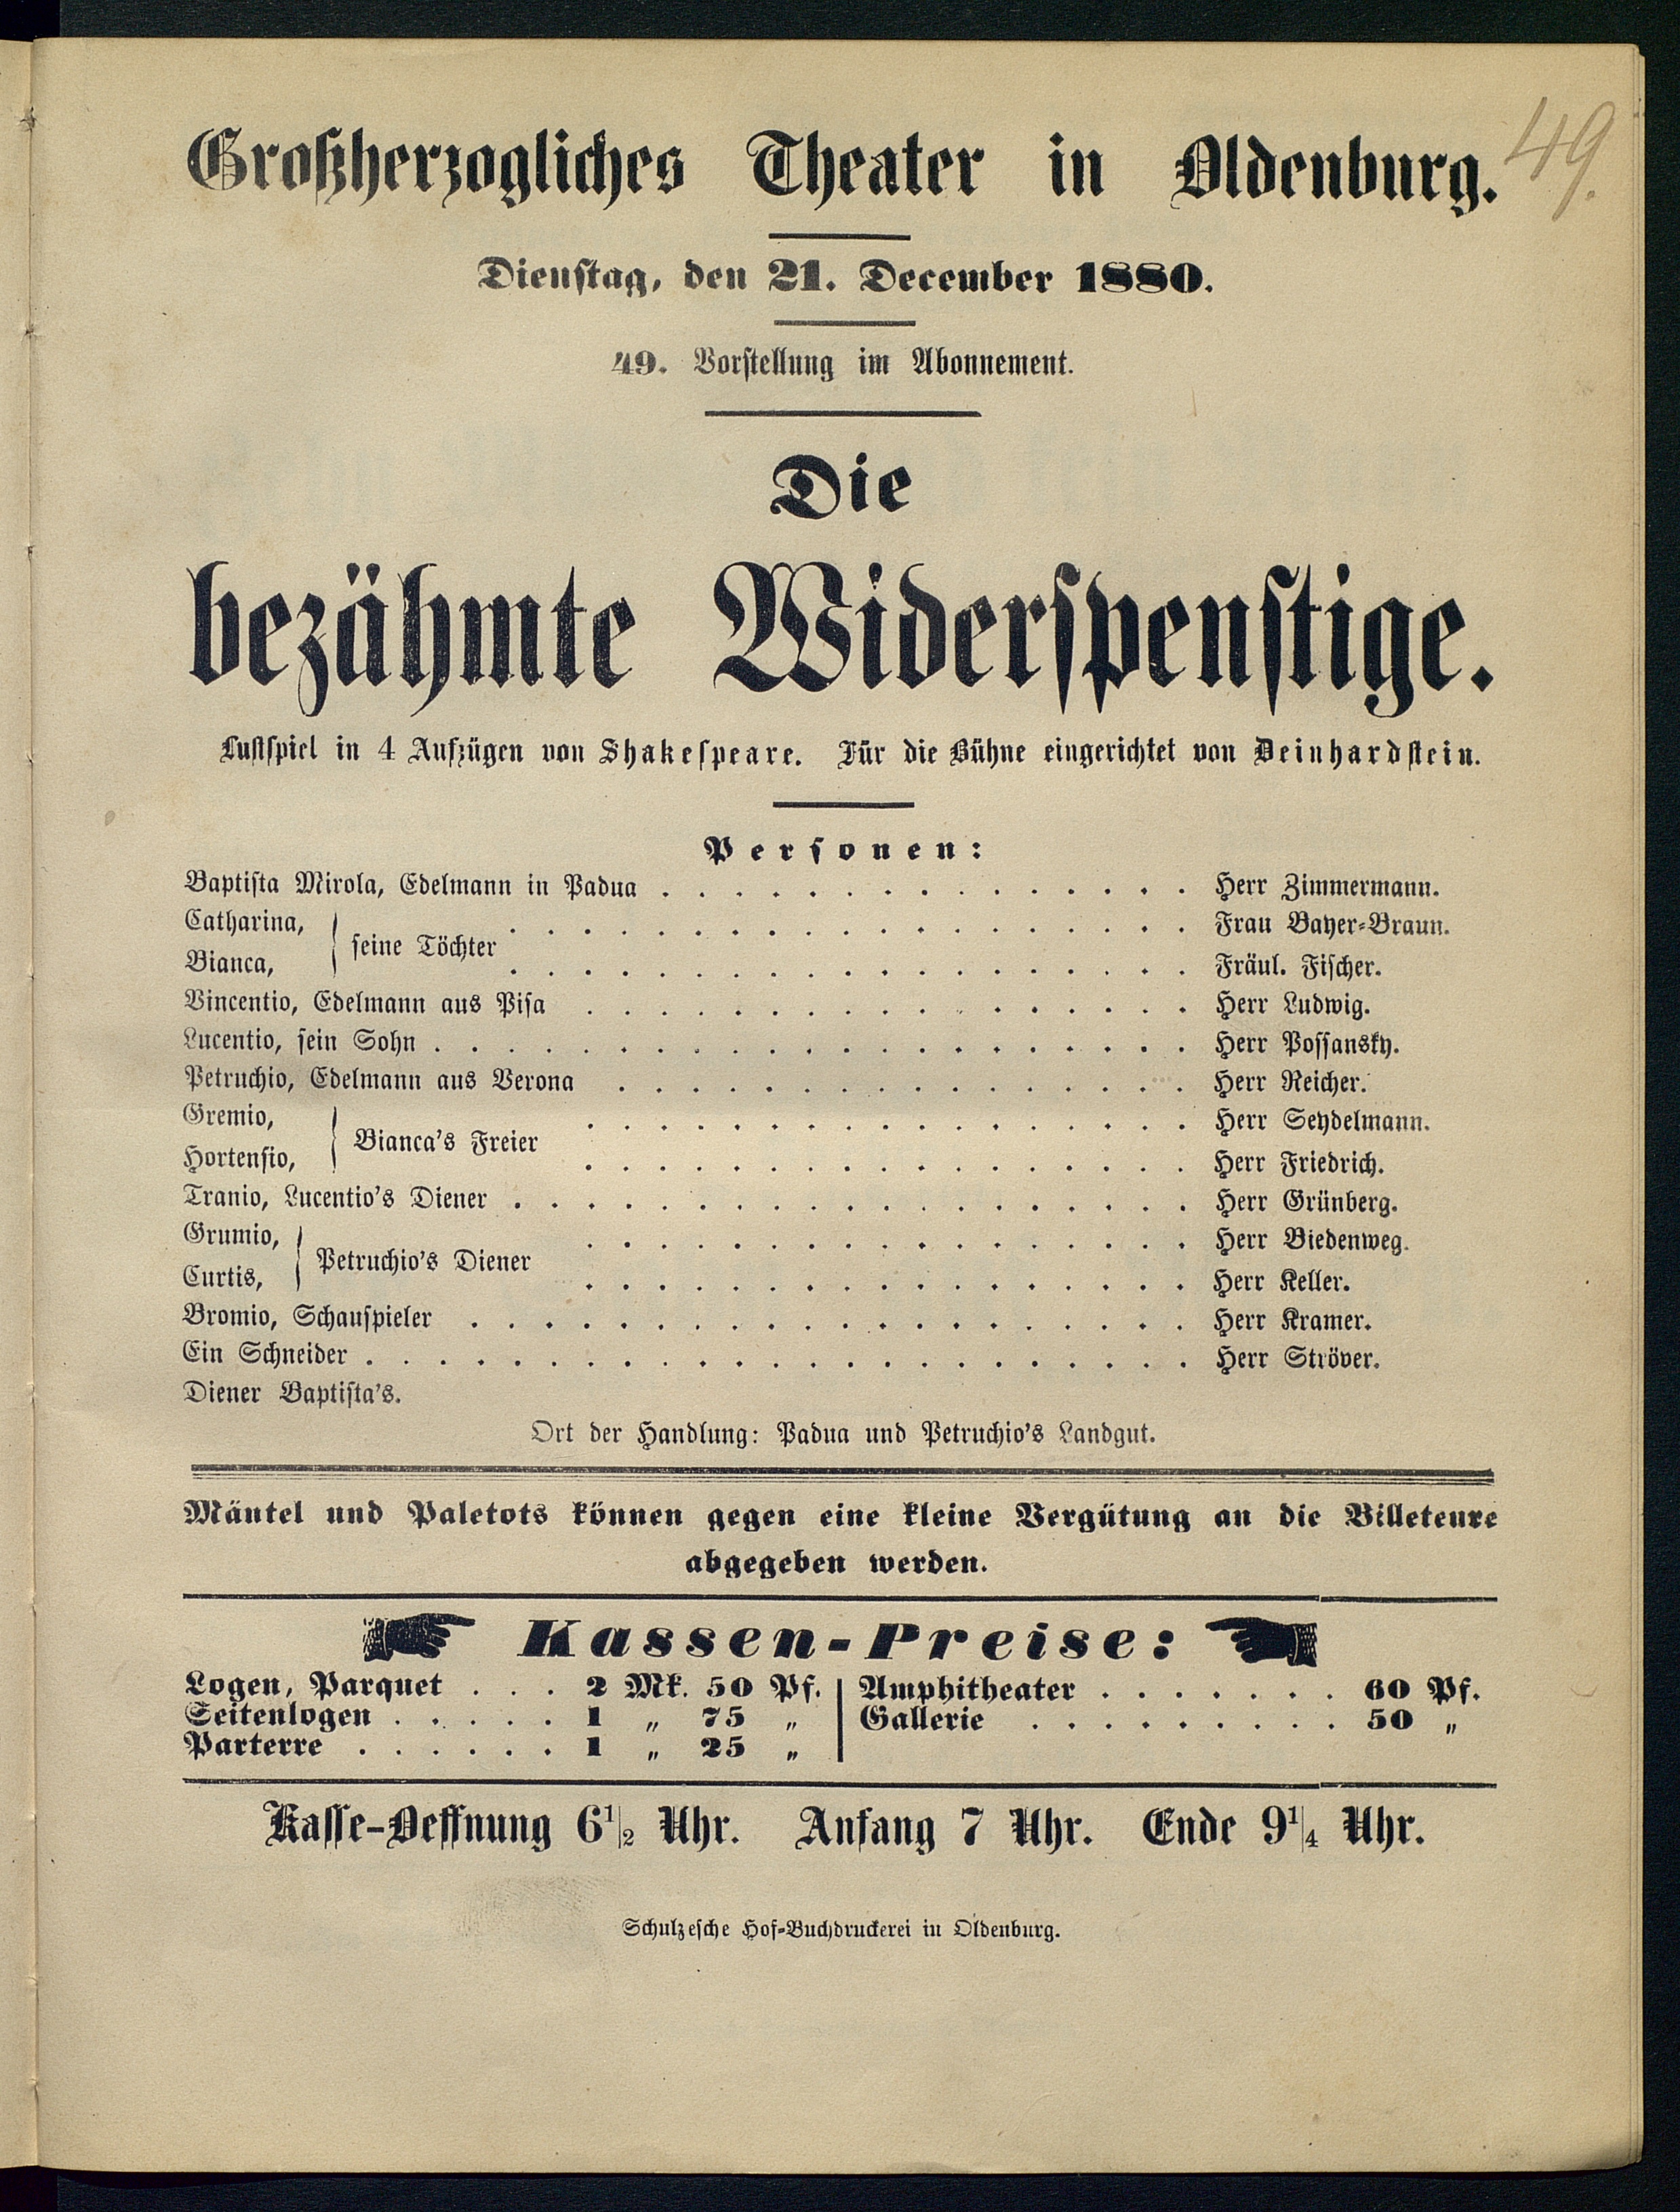 49.
Großherzogliches Theater in Oldenburg.
Dienstag, den 21. December 1880.
49. Vorstellung im Abonnement.
Die
bezähmte Widerspenstige.
Lustspiel in 4 Aufzügen von Shakespeare. Für die Bühne eingerichtet von Deinhardstein.
Personen:
Baptista Mirola, Edelmann in Padua . . . . . . . . . . . . . . . Herr Zimmermann.
Catharina, } seine Töchter . . . . . . . . . . . . . . . . . . . Frau Bayer-Braun.
Bianca, . . . . . . . . . . . . . . . . . . . Fräul. Fischer.
Vincentio, Edelmann aus Pisa . . . . . . . . . . . . . . . . . Herr Ludwig.
Lucentio, sein Sohn . . . . . . . . . . . . . . . . . . . . . Herr Possansky.
Petruchio, Edelmann aus Verona . . . . . . . . . . . . . . . . Herr Reicher.
Gremio, } Bianca's Freier . . . . . . . . . . . . . . . . . Herr Seydelmann.
Hortensio, . . . . . . . . . . . . . . . . . Herr Friedrich.
Tranio, Lucentio's Diener . . . . . . . . . . . . . . . . . . . Herr Grünberg.
Grumio, } Petruchio's Diener . . . . . . . . . . . . . . . . . Herr Biedenweg.
Curtis, . . . . . . . . . . . . . . . . . Herr Keller.
Bromio, Schauspieler . . . . . . . . . . . . . . . . . . . . Herr Kramer.
Ein Schneider . . . . . . . . . . . . . . . . . . . . . . . Herr Ströver.
Diener Baptista's.
Ort der Handlung: Padua und Petruchio's Landgut.
Mäntel und Paletots können gegen eine kleine Vergütung an die Billeteure
abgegeben werden.
Kassen-Preise:
Logen, Parquet . . . 2 Mk. 50 Pf.
Seitenlogen . . . . . 1 „ 75 „
Parterre . . . . . . 1 „ 25 „
Amphitheater . . . . . . . 60 Pf.
Gallerie . . . . . . . . . 50 „
Kasse-Oeffnung 6 1/2 Uhr. Anfang 7 Uhr. Ende 9 1/4 Uhr.
Schulzesche Hof-Buchdruckerei in Oldenburg.